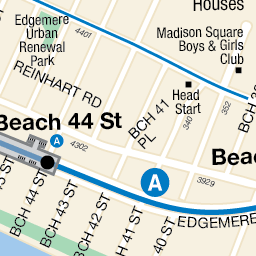 Edgemere
Urban
Renewal
Park
4401
Houses
Madison Square
Boys & Girls
Club
REINHART RD
Head
Start
BCH 41
PL
340
352
BCH 3
Beach 44 St
A
4302
Bea
A
3929
EDGEMERE
BCH 44 ST
BCH 43 ST
BCH 42 ST
BCH 41 ST
40 ST
ST